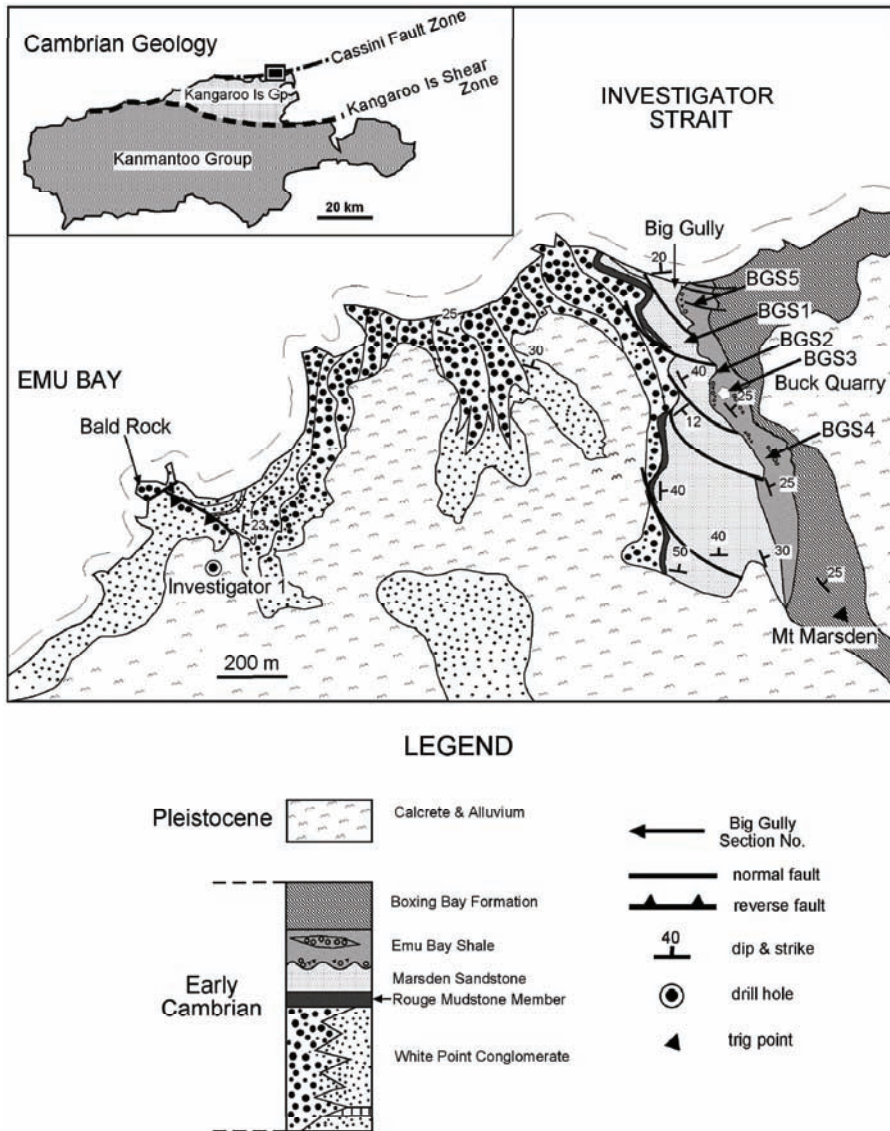 Cambrian Geology
Cassini Fault Zone
Kangaroo Is Gp
Kangaroo Is Shear
Zone
Kanmantoo Group
20 km
INVESTIGATOR
STRAIT
Big Gully
20
BGS5
BGS1
BGS2
BGS3
Buck Quarry
BGS4
25
30
40
25
12
25
40
40
50
30
25
Mt Marsden
EMU BAY
Bald Rock
23
Investigator 1
200 m
LEGEND
Pleistocene
Calcrete & Alluvium
Early
Cambrian
Boxing Bay Formation
Emu Bay Shale
Marsden Sandstone
Rouge Mudstone Member
White Point Conglomerate
Big Gully
Section No.
normal fault
reverse fault
40
dip & strike
drill hole
trig point